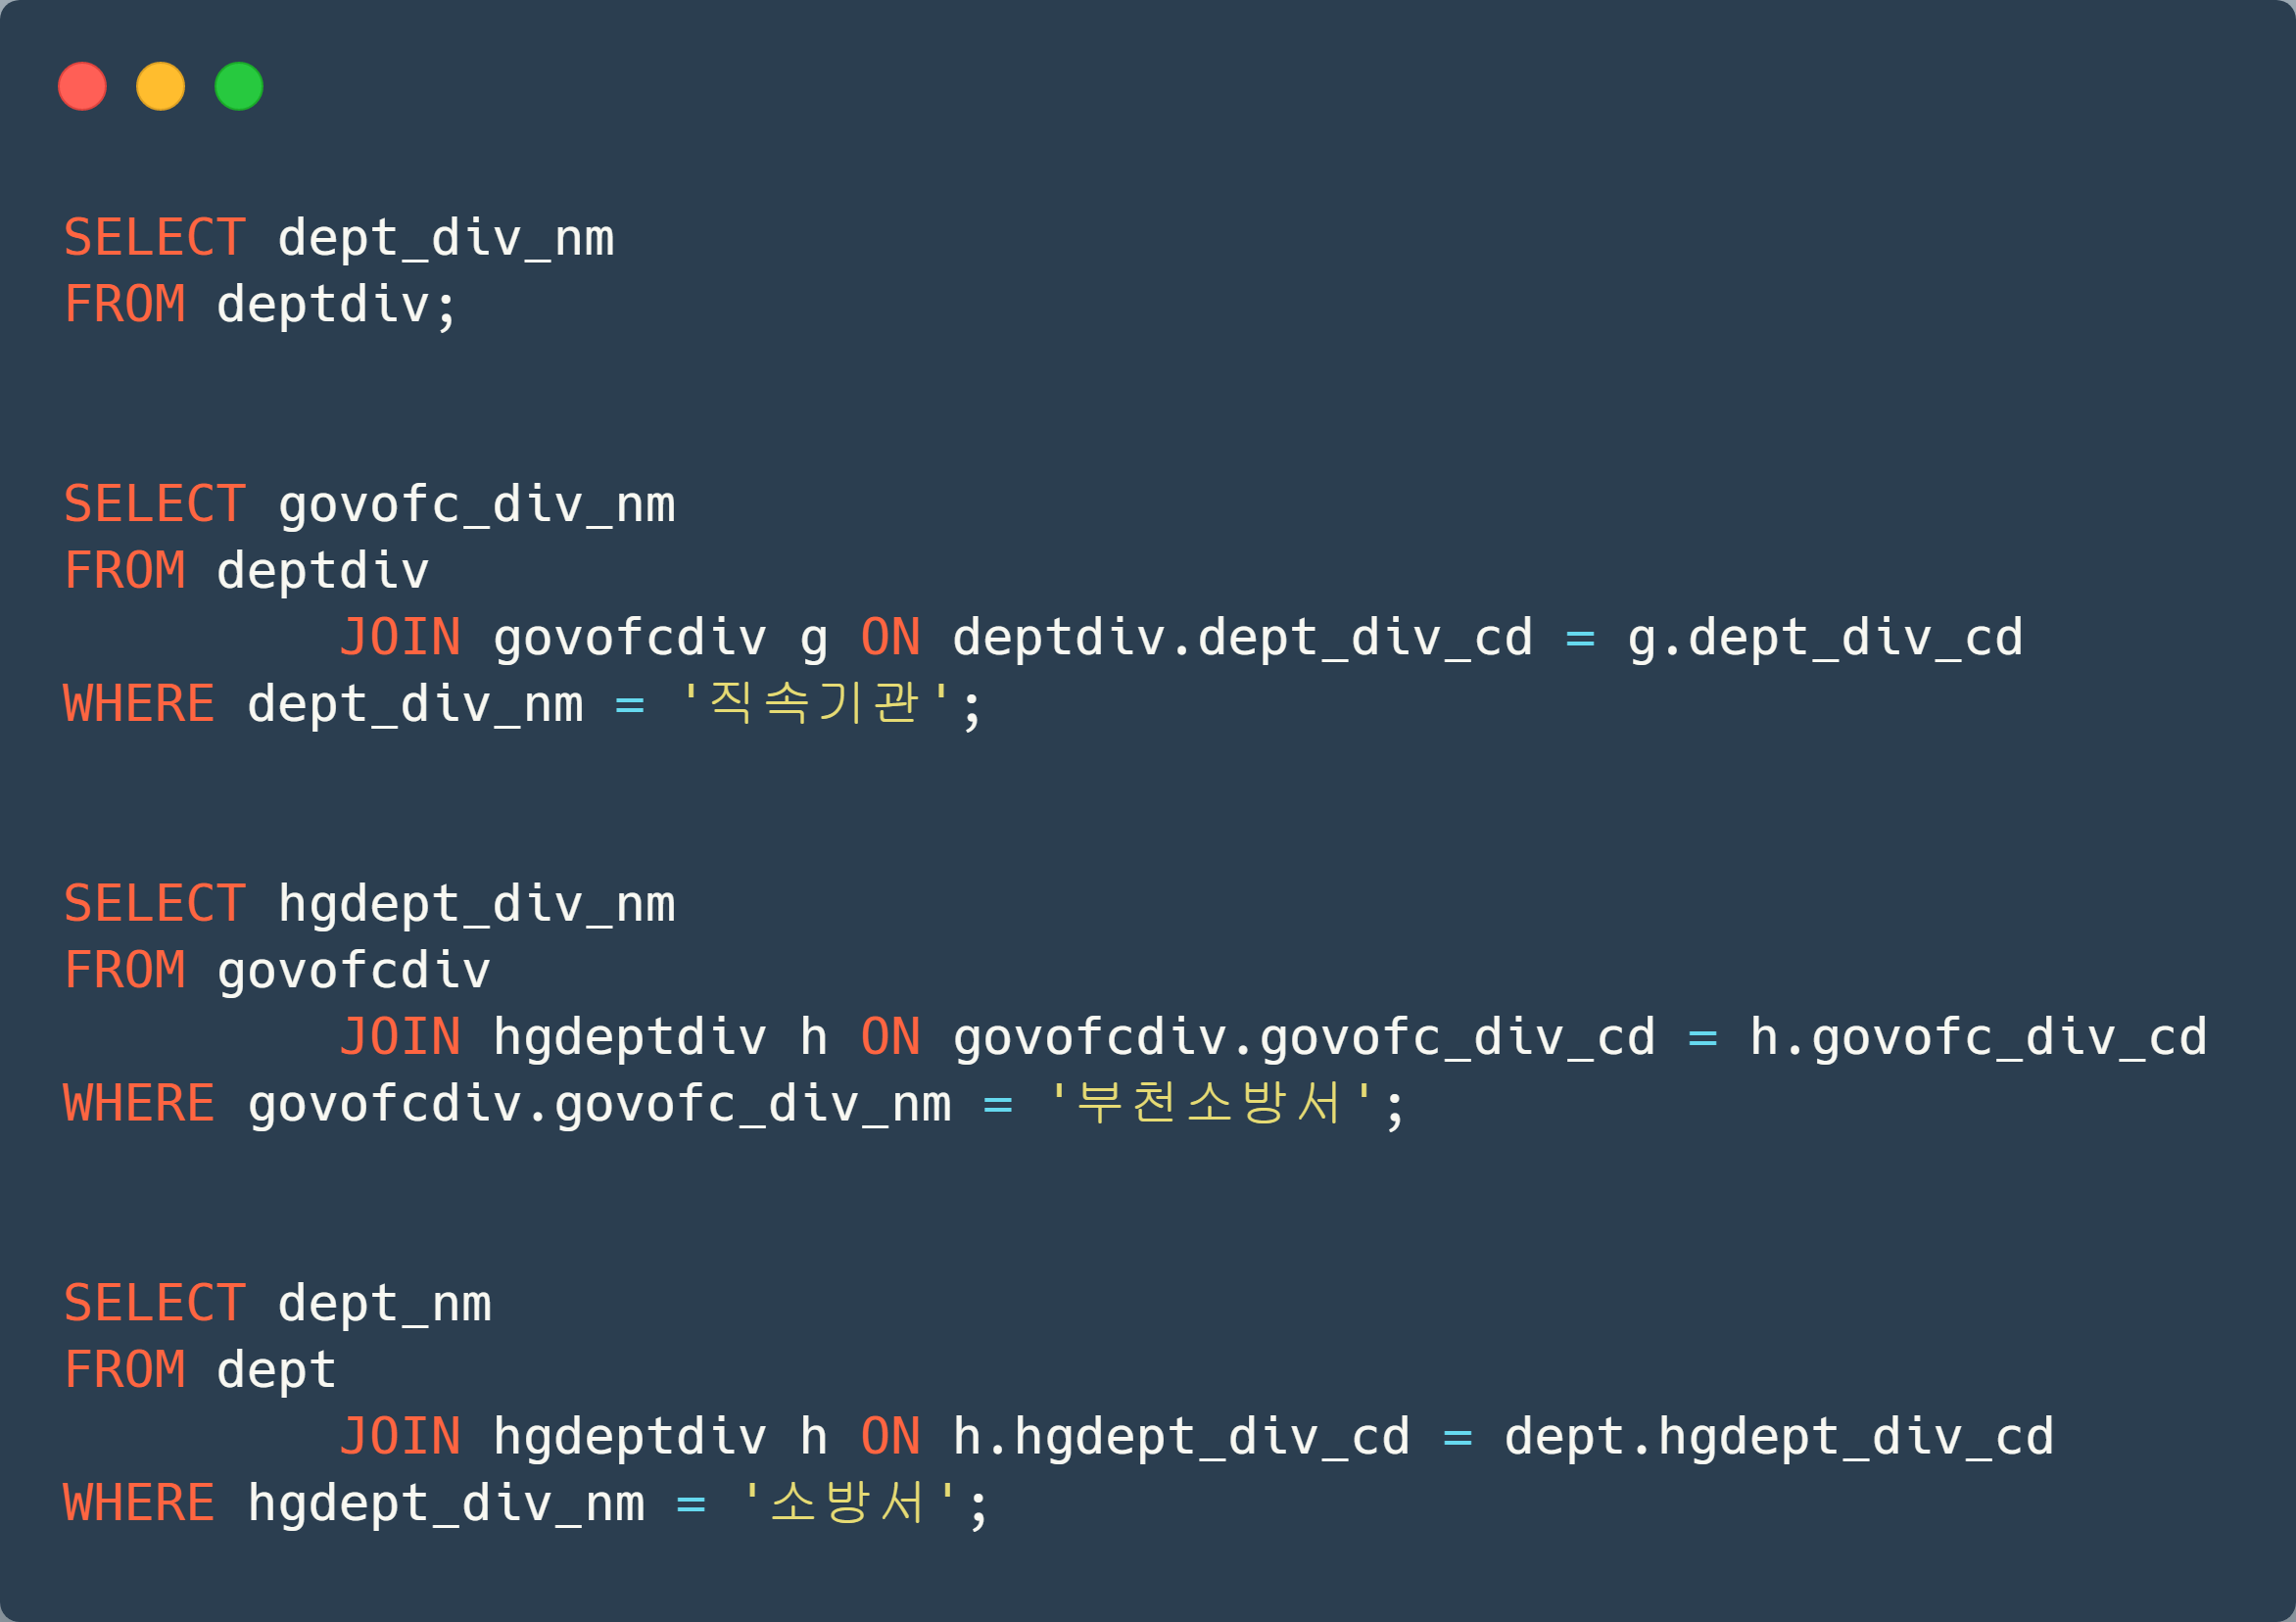 SELECT dept_div_nm
FROM deptdiv;
SELECT govofc_div_nm
FROM deptdiv
JOIN govofcdiv g ON deptdiv.dept_div_cd = g.dept_div_cd
WHERE dept_div_nm = '직속기관';
SELECT hgdept_div_nm
FROM govofcdiv
JOIN hgdeptdiv h ON govofcdiv.govofc_div_cd = h.govofc_div_cd
WHERE govofcdiv.govofc_div_nm = '부천소방서';
SELECT dept_nm
FROM dept
JOIN hgdeptdiv h ON h.hgdept_div_cd = dept.hgdept_div_cd
WHERE hgdept_div_nm = '소방서';